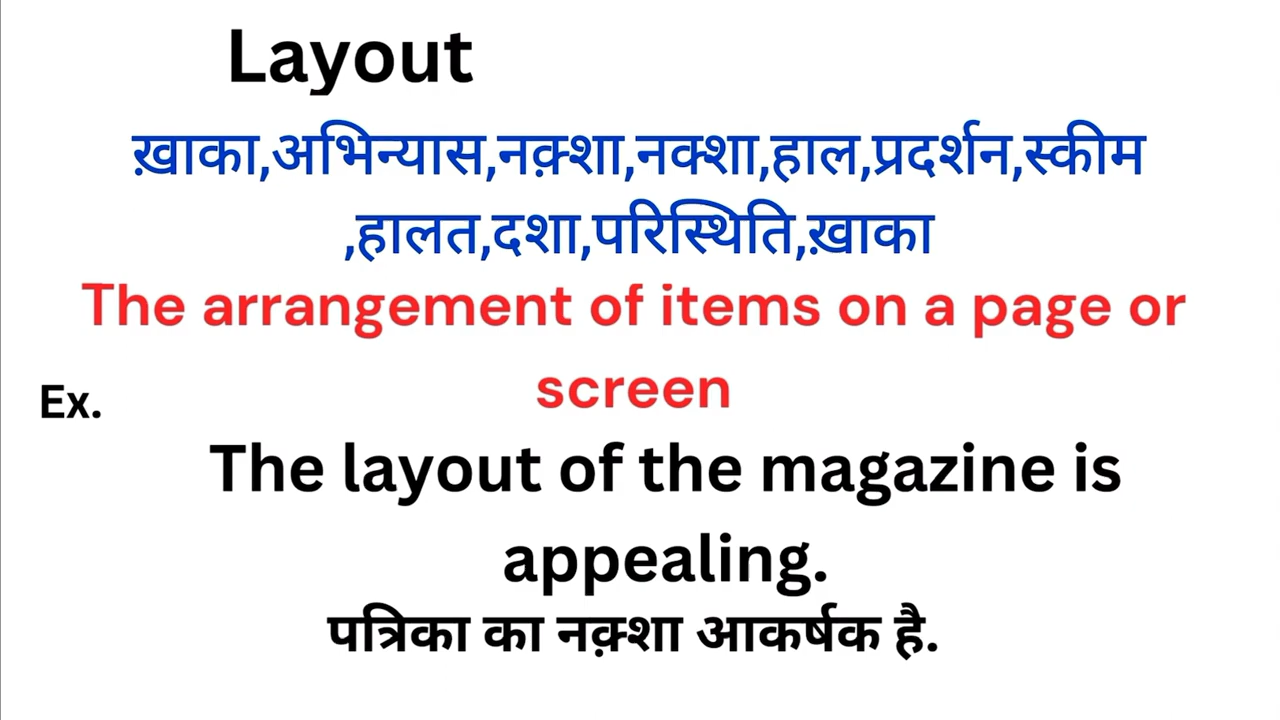 Layout
ख़ाका,अभिन्यास,नक़्शा,नक्शा,हाल,प्रदर्शन,स्कीम
,हालत,दशा,परिस्थिति,ख़ाका
The arrangement of items on a page or
screen
Ex.
The layout of the magazine is
appealing.
पत्रिका का नक़्शा आकर्षक है.